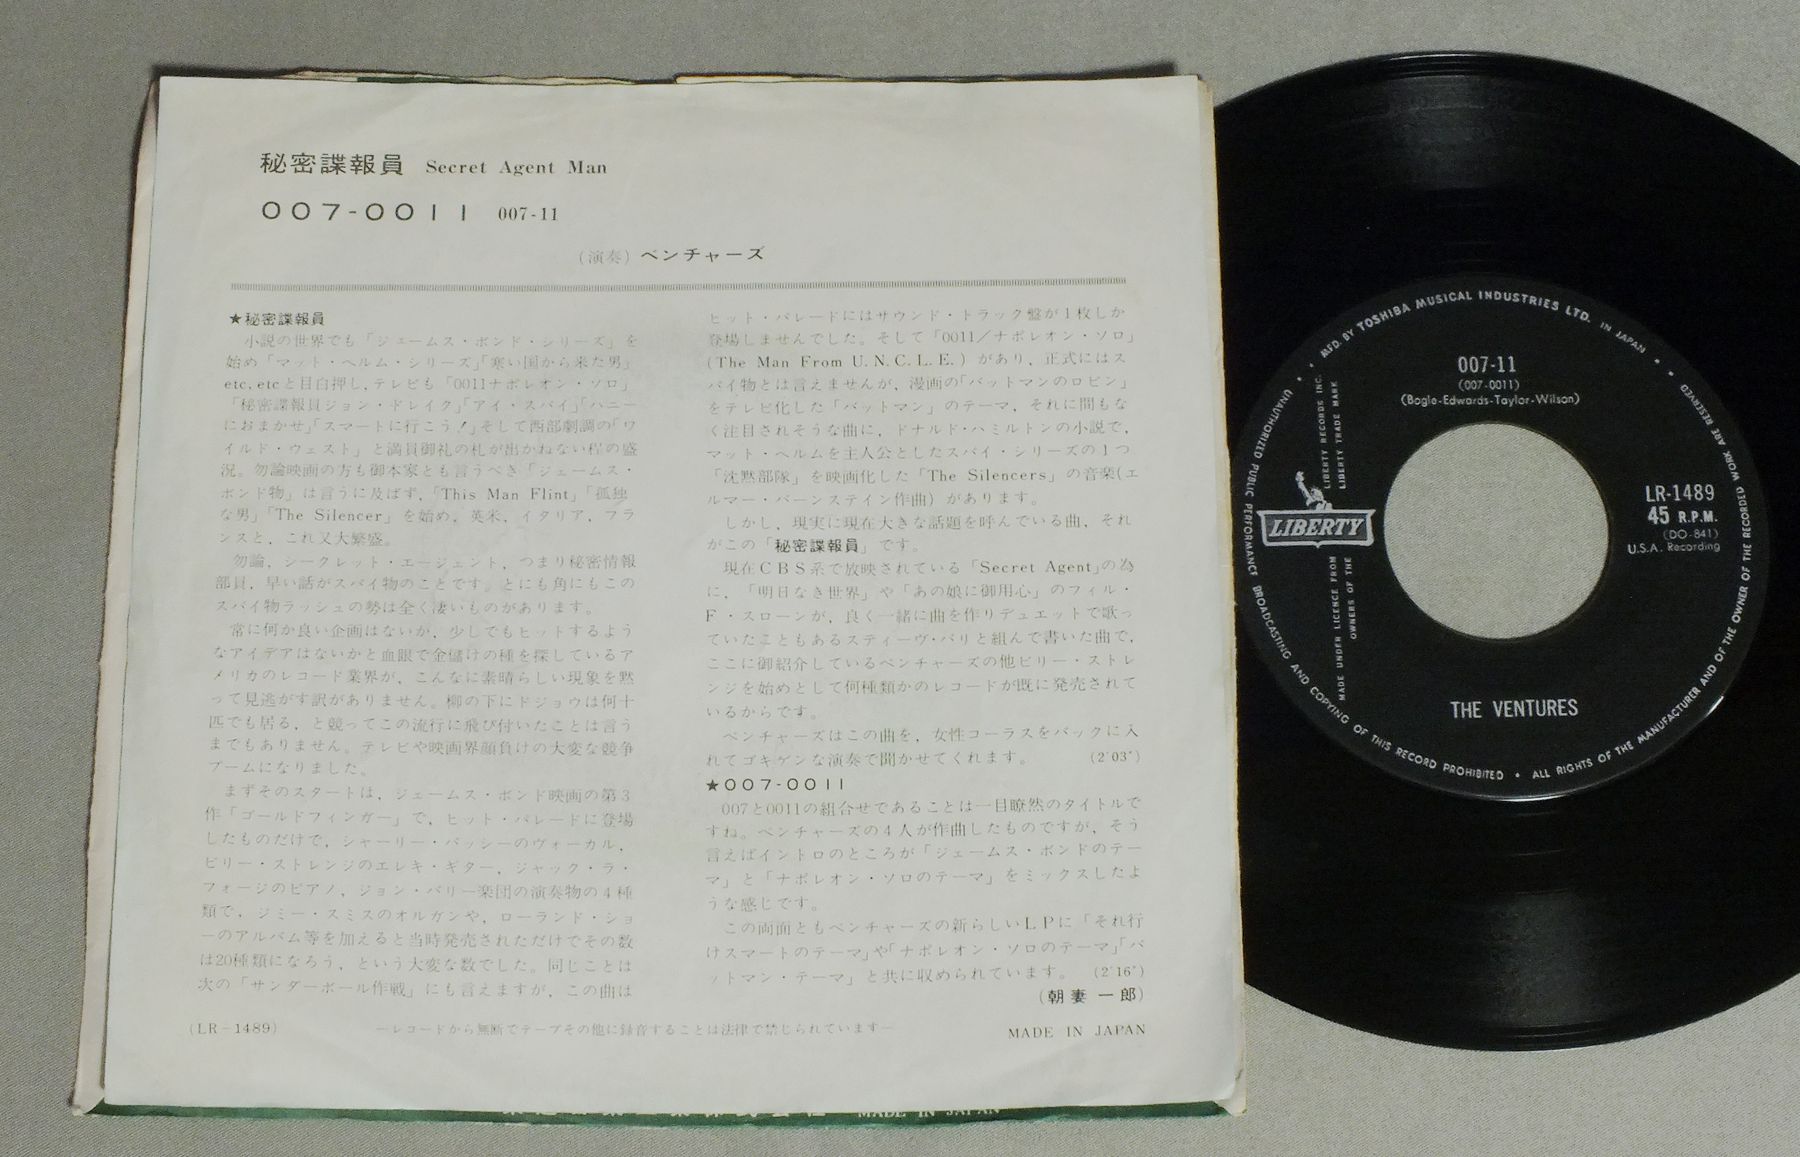 秘密諜報員 Secret Agent Man
007-0011 007-11
(演奏) ベンチャーズ
★秘密諜報員
小説の世界でも「ジェームス・ボンド・シリーズ」を
始め「マット・ヘルム・シリーズ」「寒い国から来た男」
etc, etcと目白押し, テレビも「0011ナポレオン・ソロ」
「秘密諜報員ジョン・ドレイク」「アイ・スパイ」「ハニー
におまかせ」「スマートに行こう!」そして西部劇調の「ワ
イルド・ウェスト」と満員御礼の札が出かねない程の盛
況。勿論映画の方も御本家とも言うべき「ジェームス・
ボンド物」は言うに及ばず,「This Man Flint」「孤独
な男」「The Silencer」を始め, 英米, イタリア, フラ
ンスと, これ又大繁盛。
勿論, シークレット・エージェント, つまり秘密情報
部員, 早い話がスパイ物のことです。とにも角にもこの
スパイ物ラッシュの勢は全く凄いものがあります。
常に何か良い企画はないか, 少しでもヒットするよう
なアイデアはないかと血眼で金儲けの種を探しているア
メリカのレコード業界が, こんなに素晴らしい現象を黙
って見逃がす訳がありません。柳の下にドジョウは何十
匹でも居る, と競ってこの流行に飛び付いたことは言う
までもありません。テレビや映画界顔負けの大変な競争
ブームになりました。
まずそのスタートは, ジェームス・ボンド映画の第3
作「ゴールドフィンガー」で, ヒット・パレードに登場
したものだけで, シャーリー・バッシーのヴォーカル,
ビリー・ストレンジのエレキ・ギター, ジャック・ラ・
フォージのピアノ, ジョン・バリー楽団の演奏物の4種
類で, ジミー・スミスのオルガンや, ローランド・ショ
ーのアルバム等を加えると当時発売されただけでその数
は20種類になろう, という大変な数でした。同じことは
次の「サンダーボール作戦」にも言えますが, この曲は
ヒット・パレードにはサウンド・トラック盤が1枚しか
登場しませんでした。そして「0011/ナポレオン・ソロ」
(The Man From U.N.C.L.E.) があり, 正式にはス
パイ物とは言えませんが, 漫画の「バットマンのロビン」
をテレビ化した「バットマン」のテーマ, それに間もな
く注目されそうな曲に, ドナルド・ハミルトンの小説で,
マット・ヘルムを主人公としたスパイ・シリーズの1つ
「沈黙部隊」を映画化した「The Silencers」の音楽(エ
ルマー・バーンステイン作曲) があります。
しかし, 現実に現在大きな話題を呼んでいる曲, それ
がこの「秘密諜報員」です。
現在CBS系で放映されている「Secret Agent」の為
に, 「明日なき世界」や「あの娘に御用心」のフィル・
F・スローンが, 良く一緒に曲を作りデュエットで歌っ
ていたこともあるスティーヴ・バリと組んで書いた曲で,
ここに御紹介しているベンチャーズの他ビリー・ストレ
ンジを始めとして何種類かのレコードが既に発売されて
いるからです。
ベンチャーズはこの曲を, 女性コーラスをバックに入
れてゴキゲンな演奏で聞かせてくれます。 (2′03″)
★007-0011
007と0011の組合せであることは一目瞭然のタイトルで
すね。ベンチャーズの4人が作曲したものですが, そう
言えばイントロのところが「ジェームス・ボンドのテー
マ」と「ナポレオン・ソロのテーマ」をミックスしたよ
うな感じです。
この両面ともベンチャーズの新らしいLPに「それ行
けスマートのテーマ」や「ナポレオン・ソロのテーマ」「バ
ットマン・テーマ」と共に収められています。 (2′16″)
(朝妻一郎)
(LR-1489)
—レコードから無断でテープその他に録音することは法律で禁じられています—
MADE IN JAPAN
MADE IN JAPAN
MFD. BY TOSHIBA MUSICAL INDUSTRIES LTD. IN JAPAN
007-11
(007-0011)
(Bogle-Edwards-Taylor-Wilson)
LIBERTY RECORDS INC.
LIBERTY TRADE MARK
LIBERTY
MADE UNDER LICENCE FROM
OWNERS OF THE
LR-1489
45 R.P.M.
(DO-841)
U.S.A. Recording
THE VENTURES
UNAUTHORIZED PUBLIC PERFORMANCE BROADCASTING AND COPYING OF THIS RECORD PROHIBITED • ALL RIGHTS OF THE MANUFACTURER AND OF THE OWNER OF THE RECORDED WORK ARE RESERVED